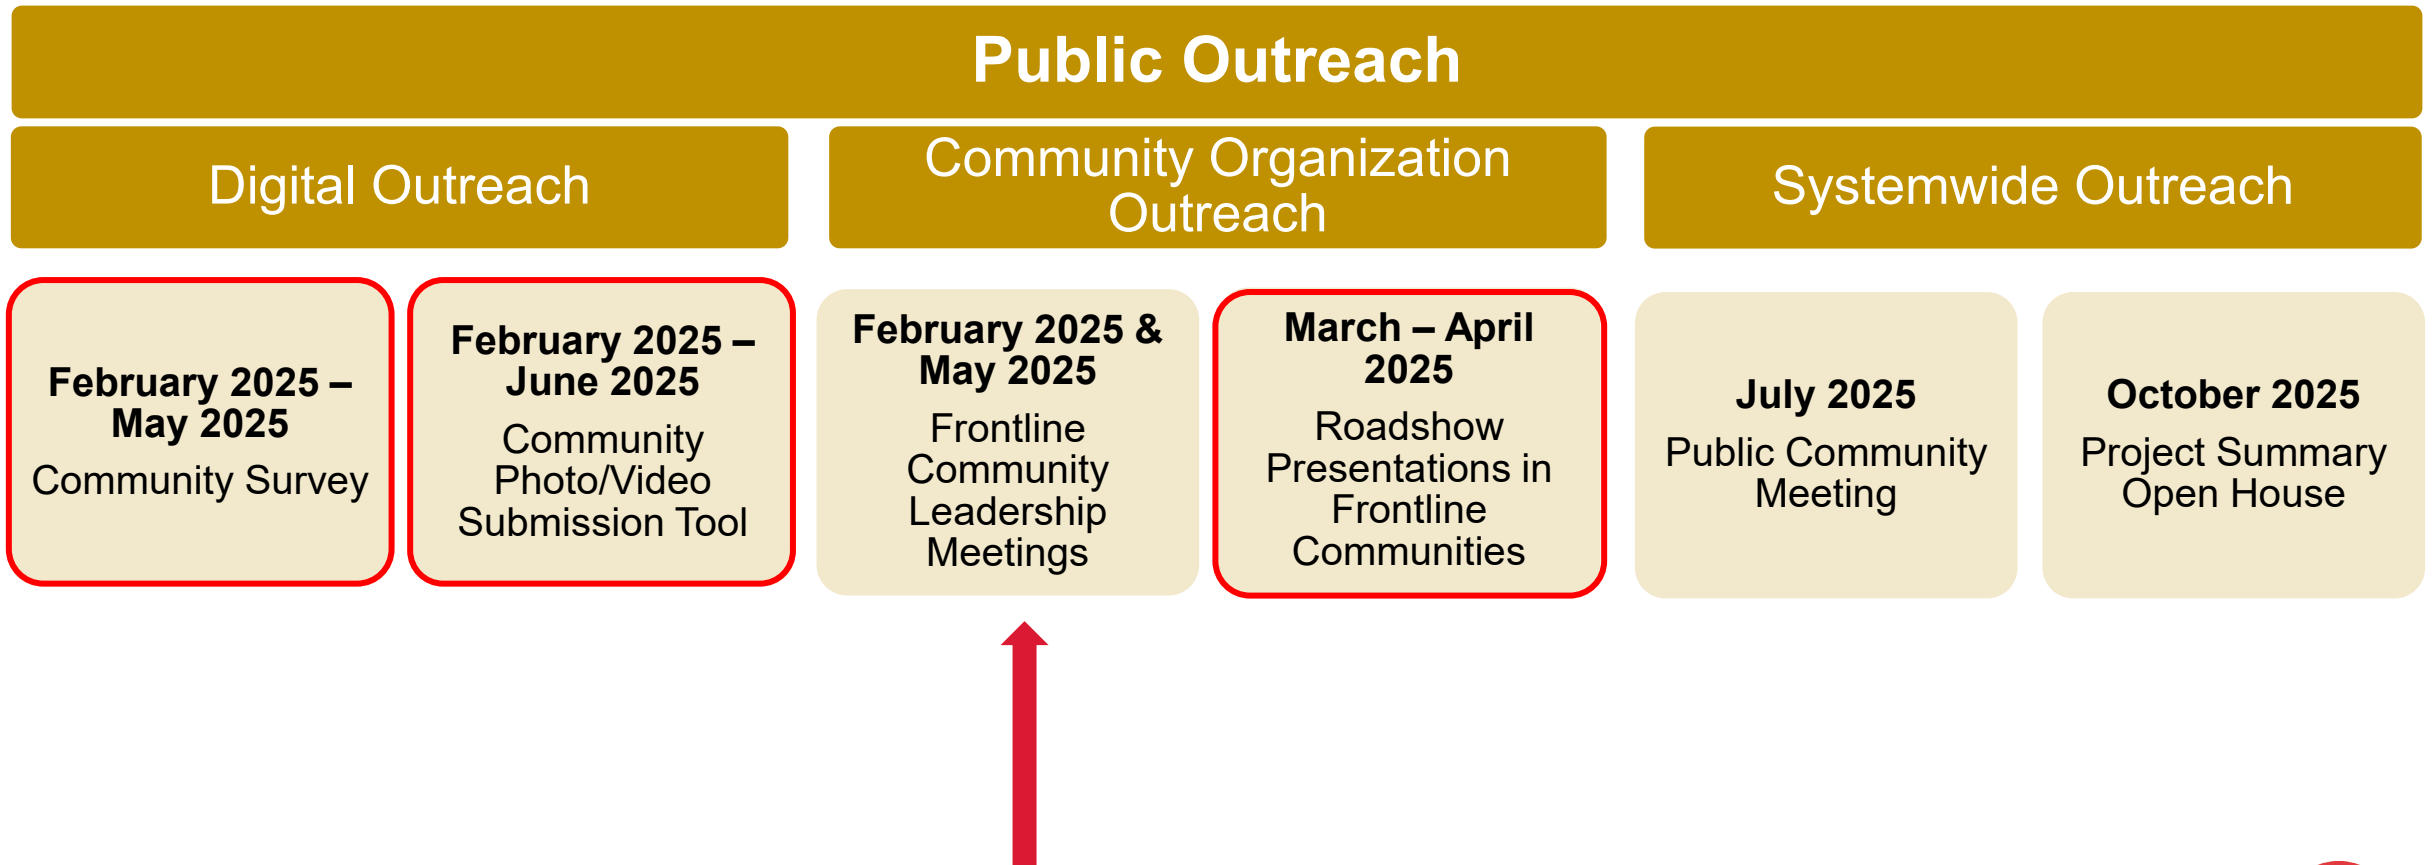 Public Outreach
Digital Outreach
Community Organization
Outreach
Systemwide Outreach
February 2025 –
May 2025
Community Survey
February 2025 –
June 2025
Community
Photo/Video
Submission Tool
February 2025 &
May 2025
Frontline
Community
Leadership
Meetings
March – April
2025
Roadshow
Presentations in
Frontline
Communities
July 2025
Public Community
Meeting
October 2025
Project Summary
Open House